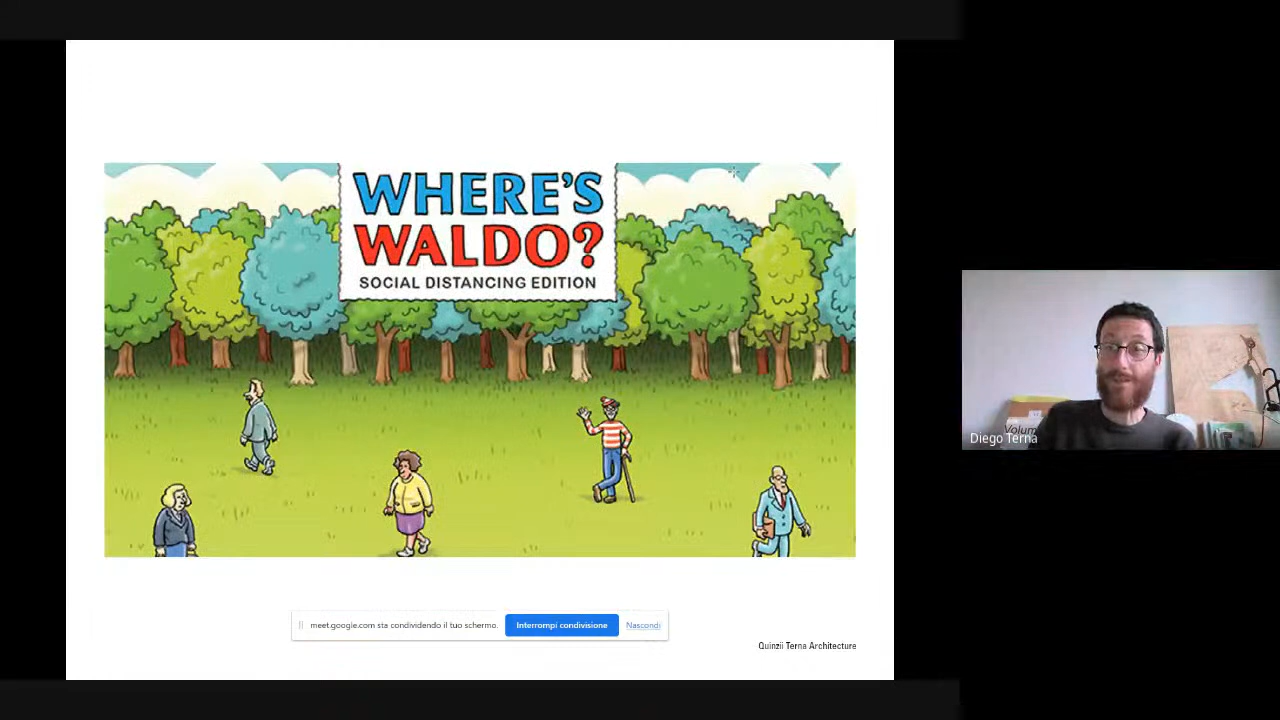 WHERE'S
WALDO?
SOCIAL DISTANCING EDITION
Volum
Diego Terna
meet.google.com sta condividendo il tuo schermo.
Interrompi condivisione
Nascondi
Quinzii Terna Architecture